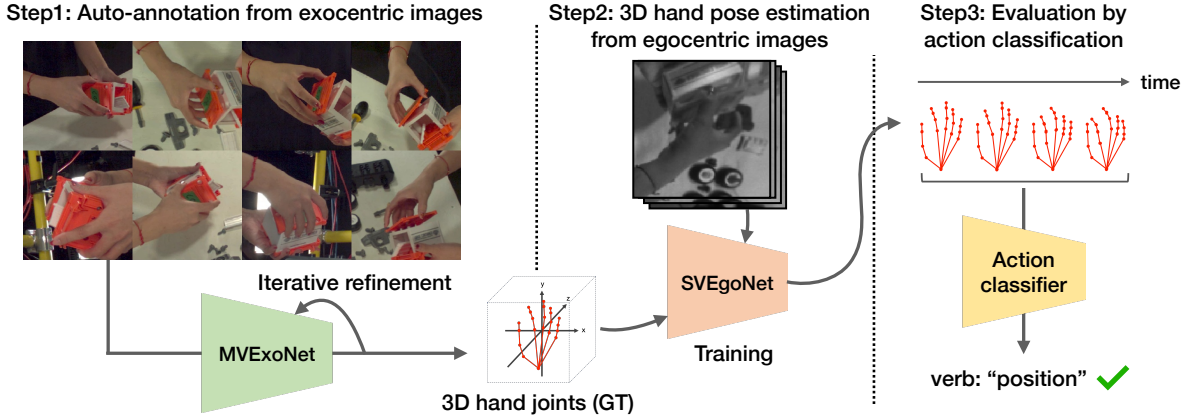 Step1: Auto-annotation from exocentric images
Iterative refinement
MVExoNet
y
z
x
3D hand joints (GT)
Step2: 3D hand pose estimation
from egocentric images
SVEgoNet
Training
Step3: Evaluation by
action classification
time
Action
classifier
verb: “position”